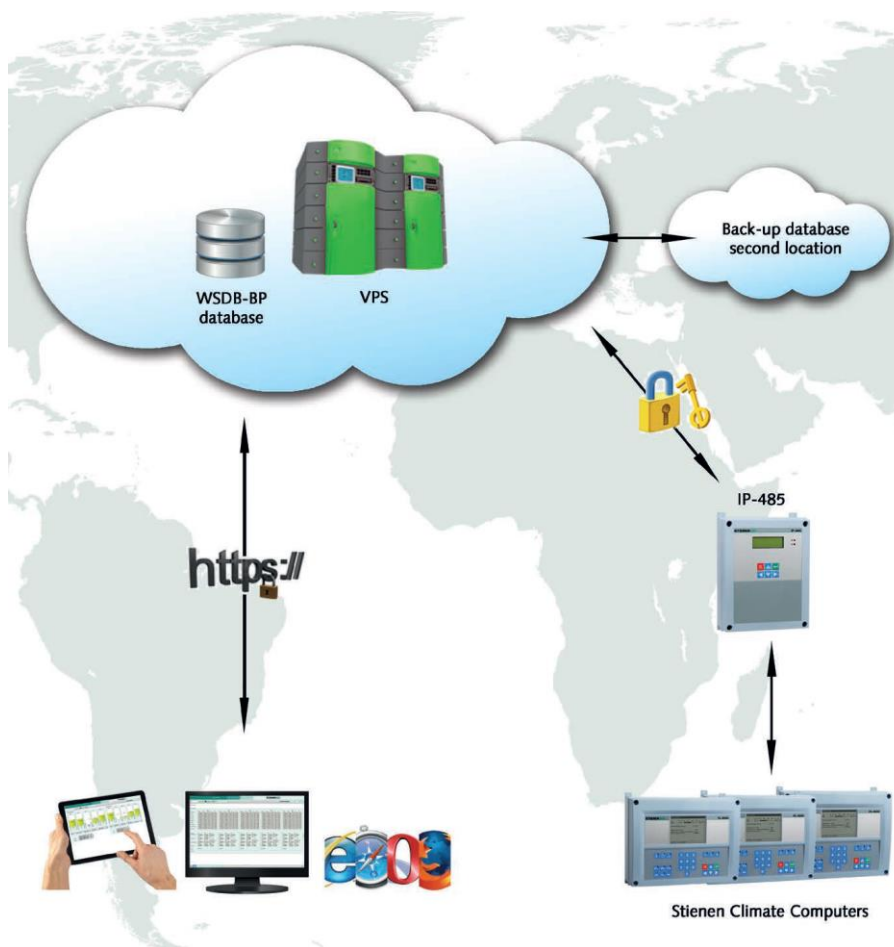 WSDB-BP
database
VPS
Back-up database
second location
IP-485
https://
Stienen Climate Computers